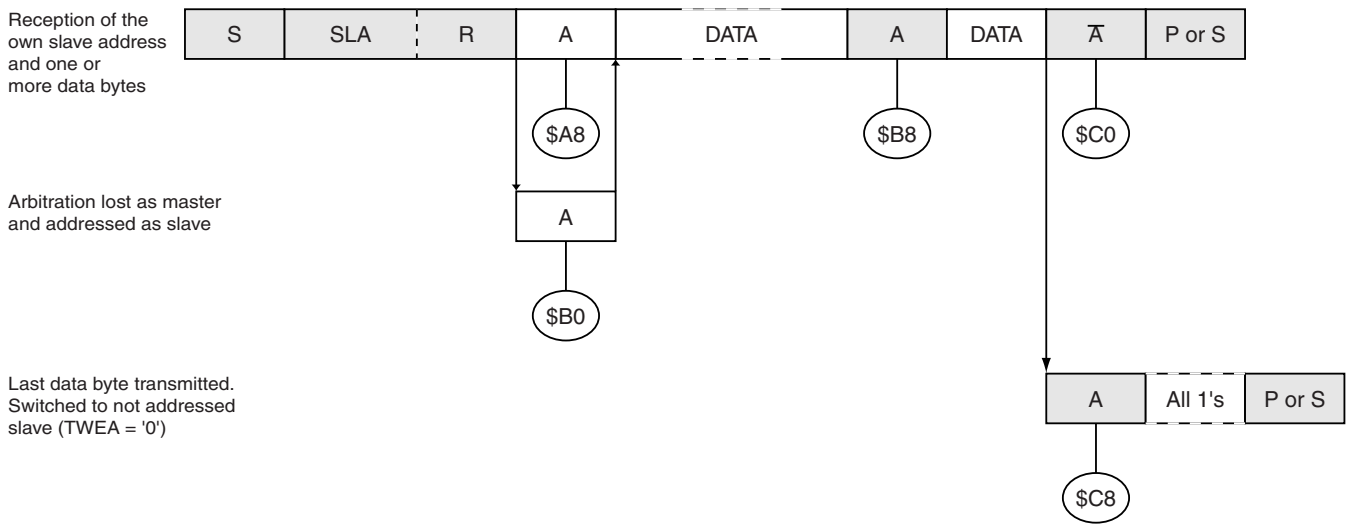 Reception of the
own slave address
and one or
more data bytes
S SLA R A DATA A DATA A̅ P or S
$A8 $B8 $C0
Arbitration lost as master
and addressed as slave
A
$B0
Last data byte transmitted.
Switched to not addressed
slave (TWEA = '0')
A All 1's P or S
$C8